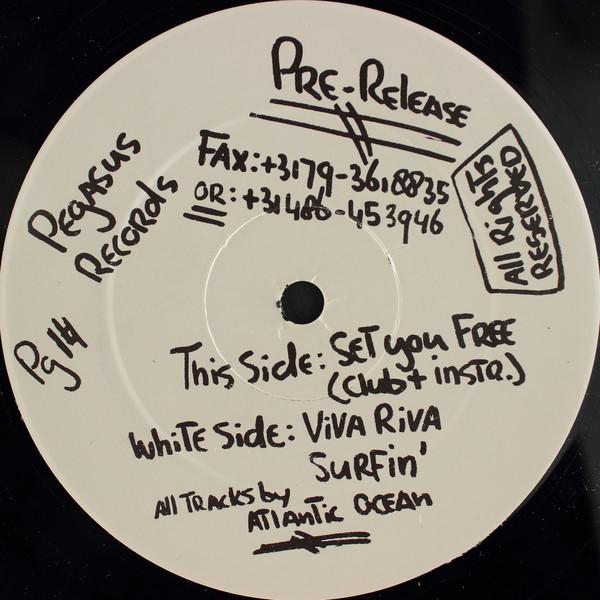 PRE-RELEASE
FAX:+3179-3618835
OR:+31486-453946
All RigHTS
RESERVED
PEGASUS
RECORDS
Pg 14
THis SidE: SET you FREE
(Club + iNSTR.)
WHiTE SidE: ViVA RiVA
SURFiN'
All TRACKS by
ATlANTiC OCEAN